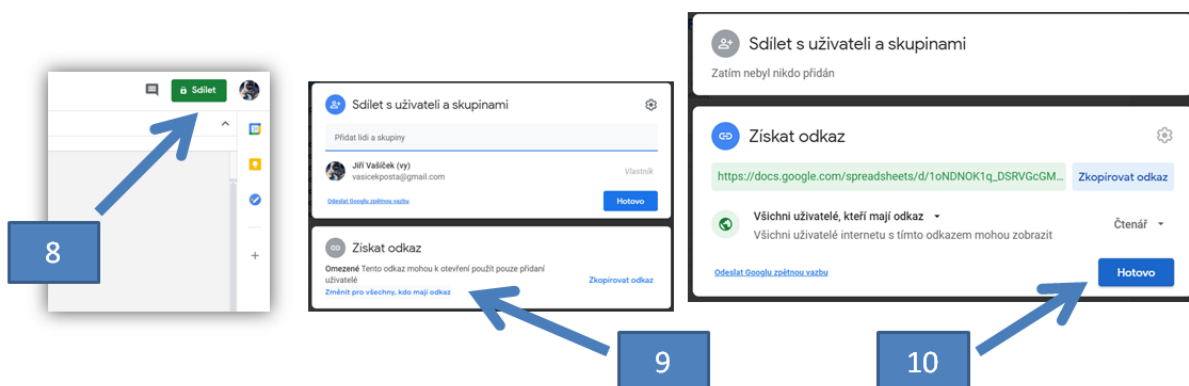 Sdílet
8
Sdílet s uživateli a skupinami
Přidat lidi a skupiny
Jiří Vašíček (vy)
vasicekposta@gmail.com
Vlastník
Odeslat Googlu zpětnou vazbu
Hotovo
Získat odkaz
Omezené Tento odkaz mohou k otevření použít pouze přidaní
uživatelé
Změnit pro všechny, kdo mají odkaz
Zkopírovat odkaz
9
Sdílet s uživateli a skupinami
Zatím nebyl nikdo přidán
Získat odkaz
https://docs.google.com/spreadsheets/d/1oNDNOK1q_DSRVGcGM...
Zkopírovat odkaz
Všichni uživatelé, kteří mají odkaz
Všichni uživatelé internetu s tímto odkazem mohou zobrazit
Čtenář
Odeslat Googlu zpětnou vazbu
Hotovo
10